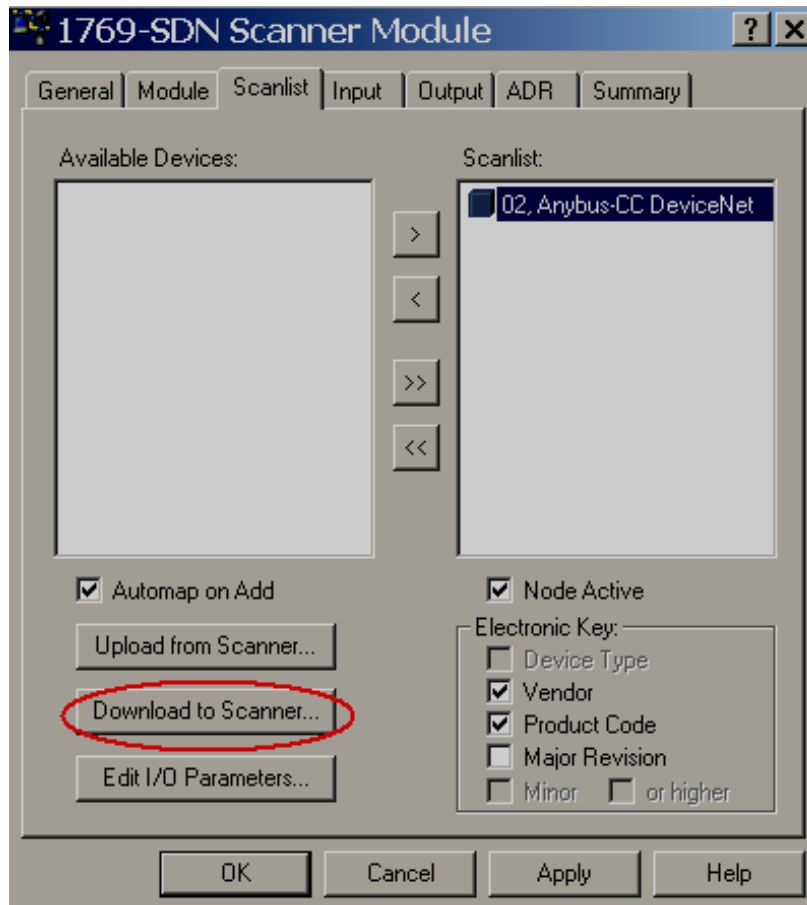 1769-SDN Scanner Module
? X
General Module Scanlist Input Output ADR Summary
Available Devices:
Scanlist:
02, Anybus-CC DeviceNet
>
<
>>
<<
Automap on Add
Node Active
Upload from Scanner...
Electronic Key:
Device Type
Vendor
Download to Scanner...
Product Code
Major Revision
Edit I/O Parameters...
Minor or higher
OK Cancel Apply Help